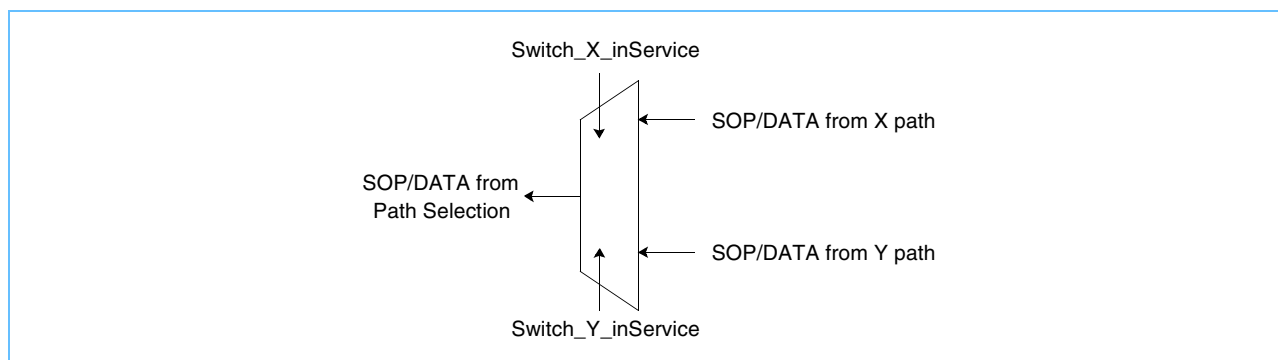 Switch_X_inService
SOP/DATA from X path
SOP/DATA from
Path Selection
SOP/DATA from Y path
Switch_Y_inService